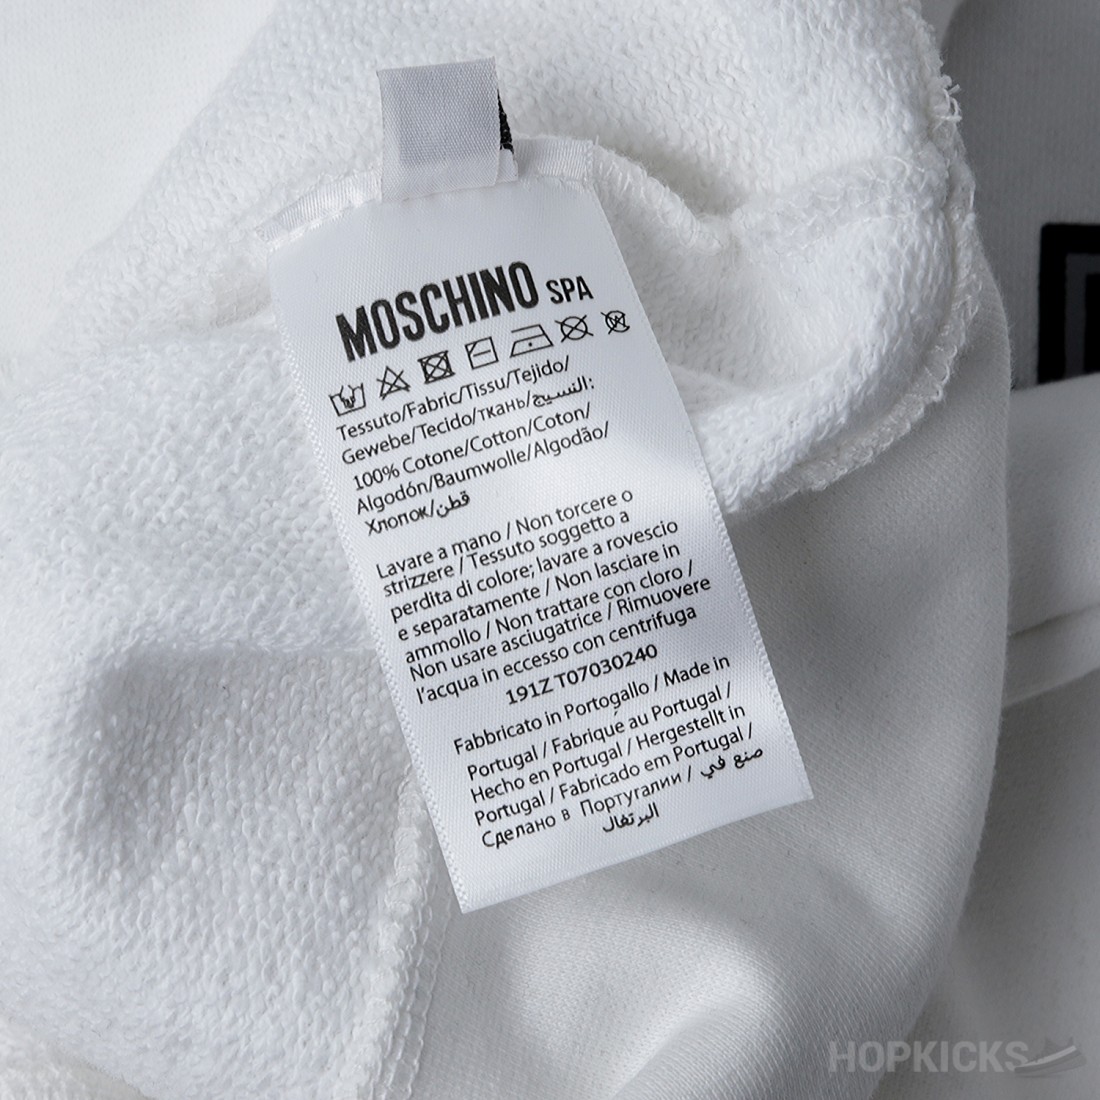 MOSCHINO SPA
Tessuto/Fabric/Tissu/Tejido/
Gewebe/Tecido/ткань/النسيج:
100% Cotone/Cotton/Coton/
Algodón/Baumwolle/Algodão/
Хлопок/قطن
Lavare a mano / Non torcere o
strizzere / Tessuto soggetto a
perdita di colore; lavare a rovescio
e separatamente / Non lasciare in
ammollo / Non trattare con cloro /
Non usare asciugatrice / Rimuovere
l'acqua in eccesso con centrifuga
191Z T07030240
Fabbricato in Portogallo / Made in
Portugal / Fabriqué au Portugal /
Hecho en Portugal / Hergestellt in
Portugal / Fabricado em Portugal /
Сделано в Португалии / صنع في
البرتغال
HOPKICKS